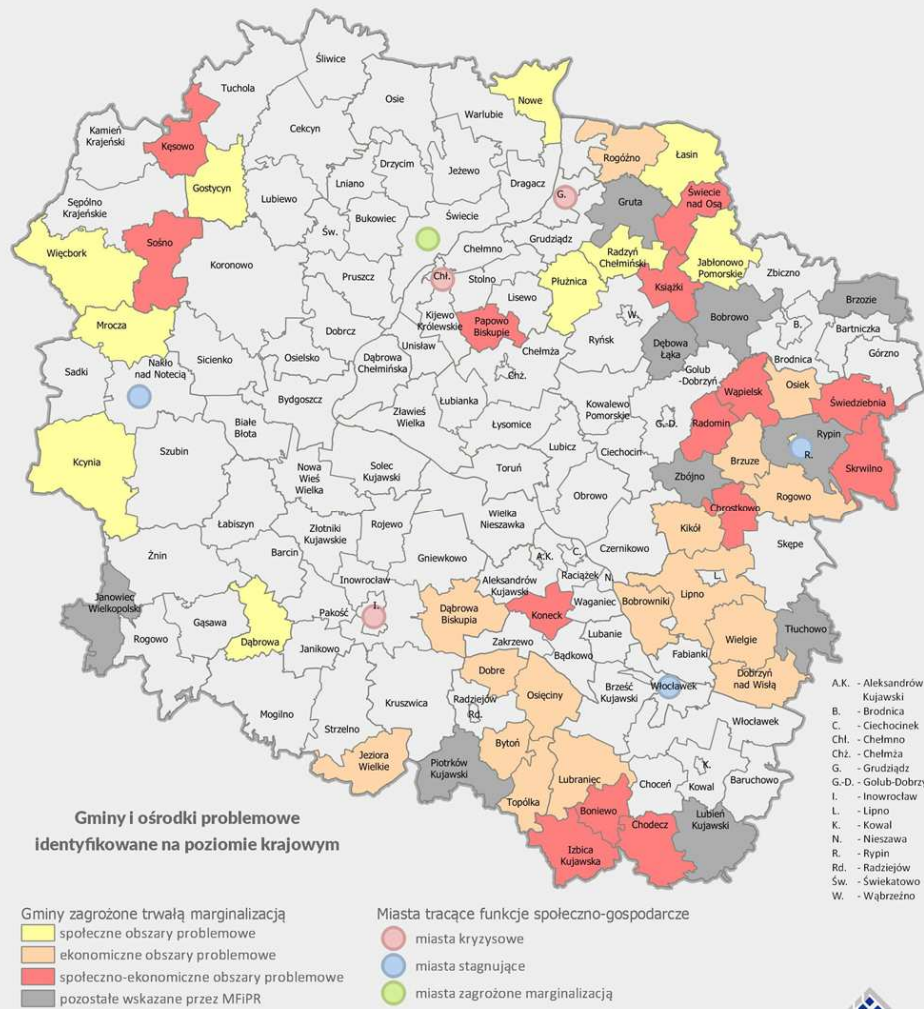 Śliwice
Tuchola
Osie
Nowe
Warlubie
Cekcyn
Kamień
Krajeński
Kęsowo
Rogóźno
Łasin
Drzycim
Jeżewo
Gostycyn
Lniano
Dragacz
G.
Świecie
nad Osą
Sępólno
Krajeńskie
Lubiewo
Bukowiec
Gruta
Św.
Świecie
Sośno
Więcbork
Koronowo
Chełmno
Grudziądz
Radzyń
Chełmiński
Jabłonowo
Pomorskie
Zbiczno
Pruszcz
Chł.
Stolno
Płużnica
Książki
Lisewo
Brzozie
Mrocza
Kijewo
Królewskie
Papowo
Biskupie
W.
Bobrowo
B.
Bartniczka
Dobrcz
Unisław
Ryńsk
Dębowa
Łąka
Sadki
Nakło
nad Notecią
Sicienko
Osielsko
Dąbrowa
Chełmińska
Chełmża
Chż.
Golub
-Dobrzyń
Brodnica
Górzno
Bydgoszcz
Łubianka
Wąpielsk
Osiek
Świedziebnia
Zławieś
Wielka
Kowalewo
Pomorskie
G.-D.
Radomin
Białe
Błota
Łysomice
Ciechocin
Rypin
R.
Kcynia
Szubin
Lubicz
Brzuze
Skrwilno
Nowa
Wieś
Wielka
Solec
Kujawski
Toruń
Zbójno
Rogowo
Obrowo
Chrostkowo
Łabiszyn
Złotniki
Kujawskie
Rojewo
Wielka
Nieszawka
Kikół
Żnin
Barcin
Gniewkowo
A.K.
C.
Czernikowo
Skępe
Inowrocław
Aleksandrów
Kujawski
Raciążek
N.
L.
Janowiec
Wielkopolski
Pakość
I.
Dąbrowa
Biskupia
Koneck
Waganiec
Bobrowniki
Lipno
Gąsawa
Rogowo
Dąbrowa
Janikowo
Zakrzewo
Lubanie
Wielgie
Tłuchowo
Bądkowo
Fabianki
Dobre
Dobrzyń
nad Wisłą
Osięciny
Brześć
Kujawski
Włocławek
Kruszwica
Radziejów
Rd.
Mogilno
Strzelno
Włocławek
Jeziora
Wielkie
Piotrków
Kujawski
Bytoń
K.
Lubraniec
Choceń
Kowal
Baruchowo
Topólka
Boniewo
Lubień
Kujawski
Chodecz
Izbica
Kujawska
A.K. - Aleksandrów
Kujawski
B. - Brodnica
C. - Ciechocinek
Chł. - Chełmno
Chż. - Chełmża
G. - Grudziądz
G.-D. - Golub-Dobrzy
I. - Inowrocław
L. - Lipno
K. - Kowal
N. - Nieszawa
R. - Rypin
Rd. - Radziejów
Św. - Świekatowo
W. - Wąbrzeźno
Gminy i ośrodki problemowe
identyfikowane na poziomie krajowym
Gminy zagrożone trwałą marginalizacją
społeczne obszary problemowe
ekonomiczne obszary problemowe
społeczno-ekonomiczne obszary problemowe
pozostałe wskazane przez MFiPR
Miasta tracące funkcje społeczno-gospodarcze
miasta kryzysowe
miasta stagnujące
miasta zagrożone marginalizacją